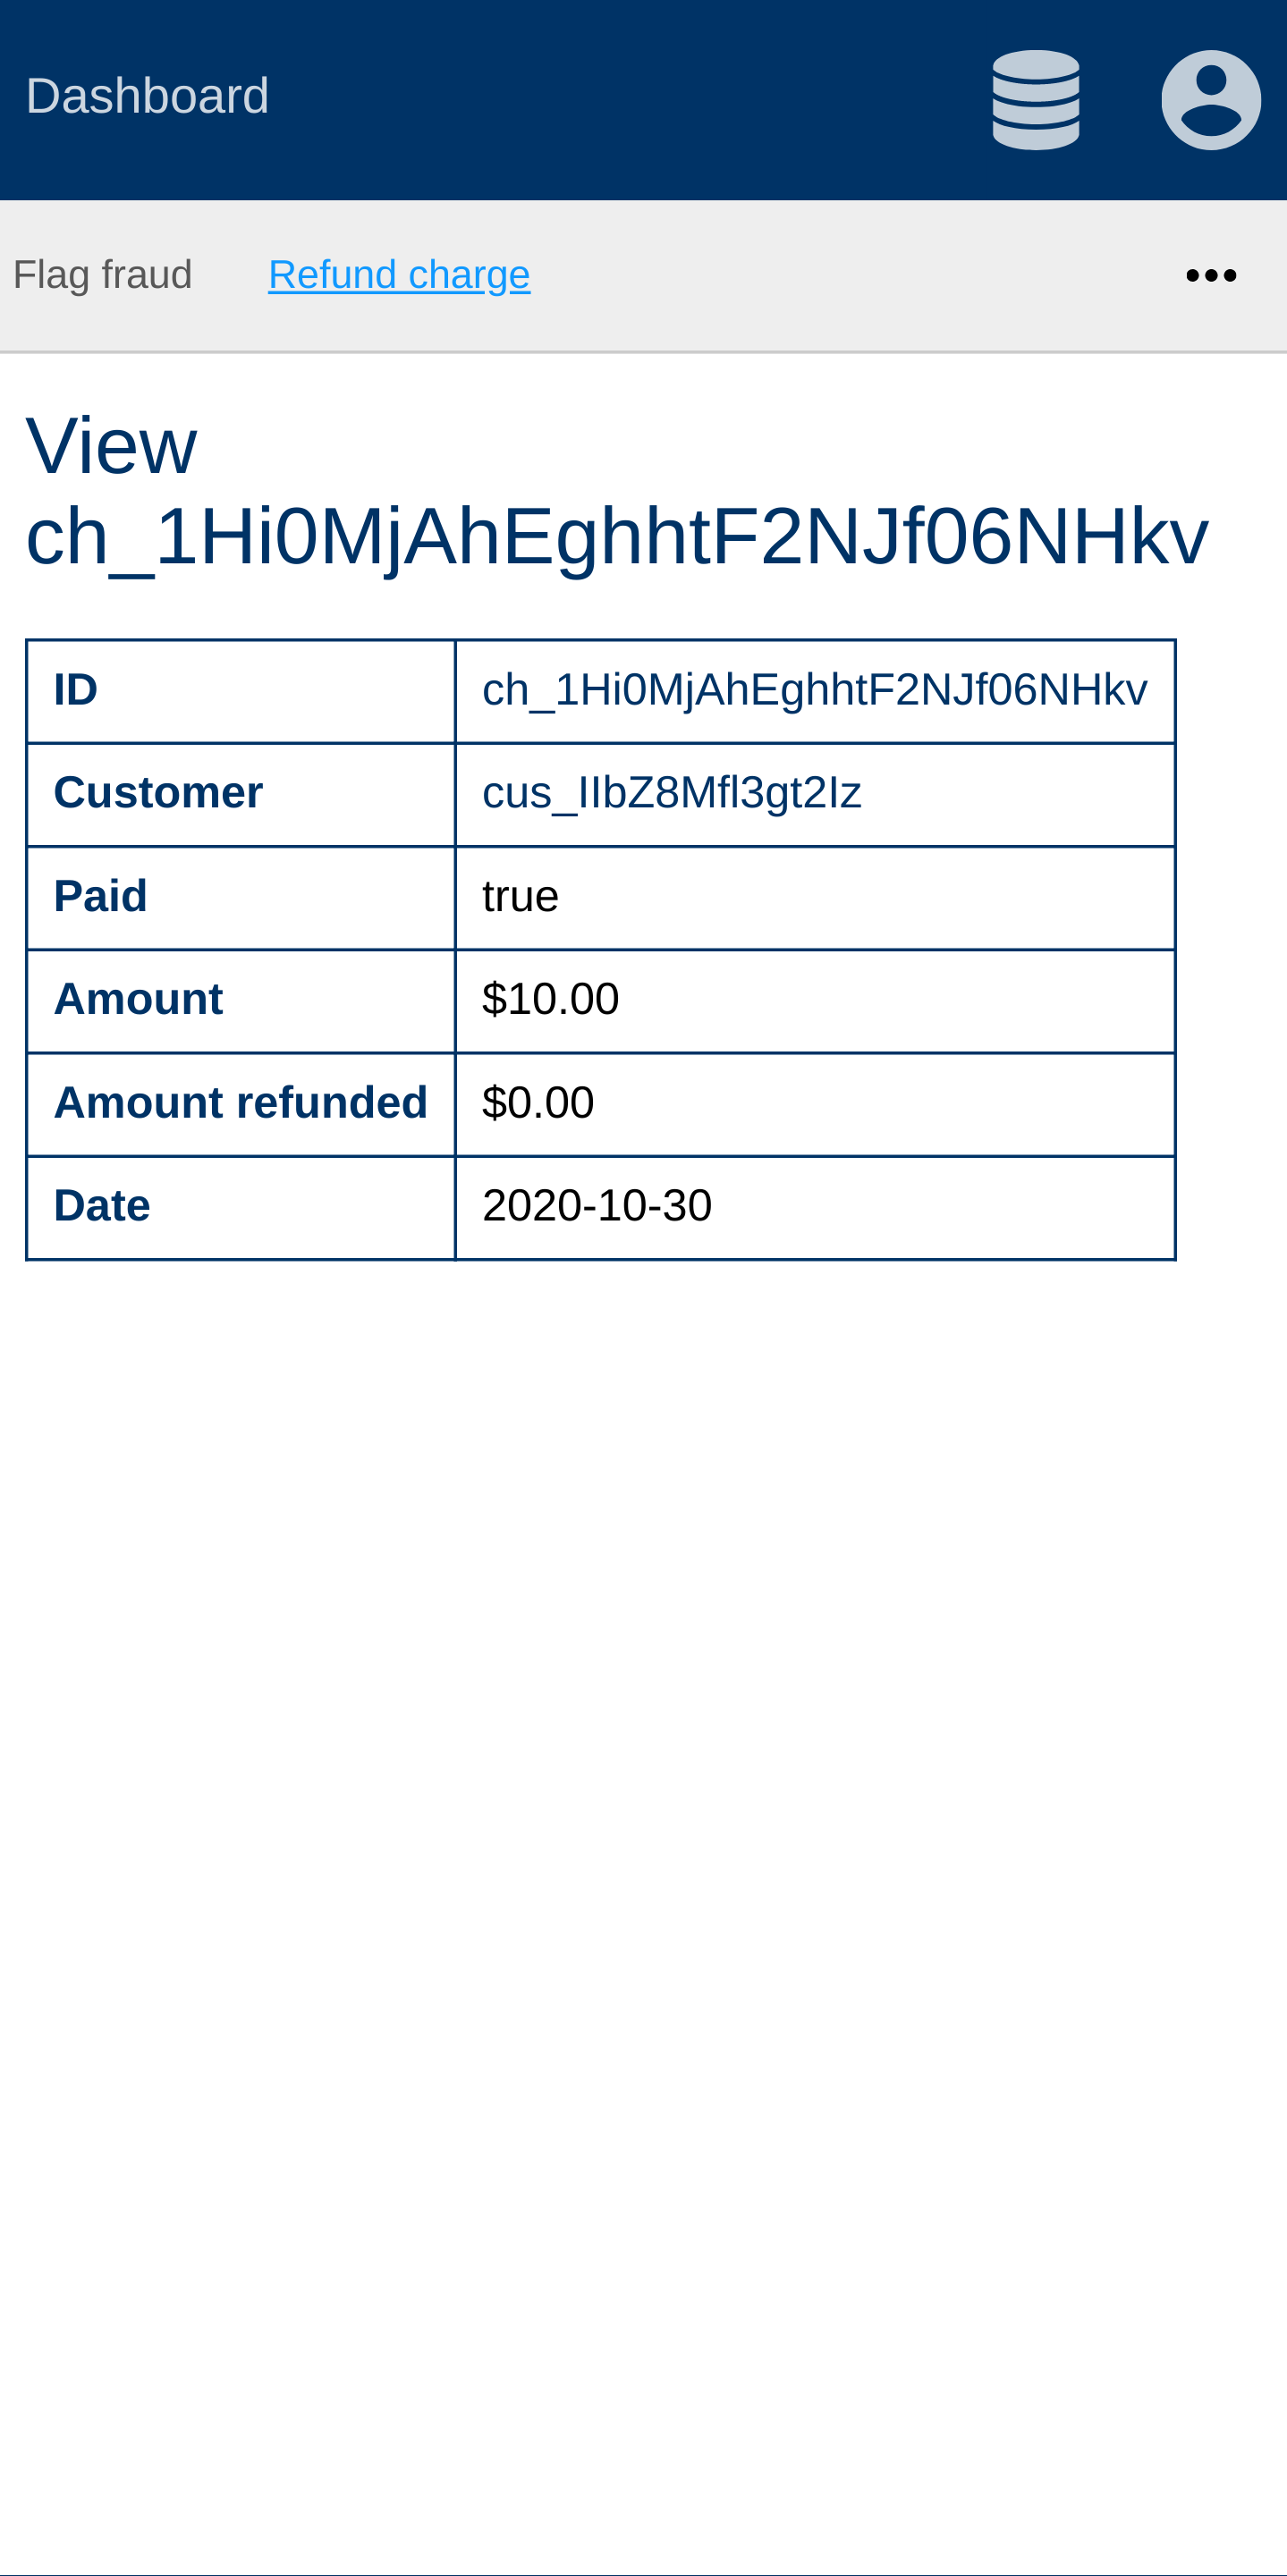 Dashboard
Flag fraud Refund charge •••
View
ch_1Hi0MjAhEghhtF2NJf06NHkv
ID ch_1Hi0MjAhEghhtF2NJf06NHkv
Customer cus_IIbZ8Mfl3gt2Iz
Paid true
Amount $10.00
Amount refunded $0.00
Date 2020-10-30